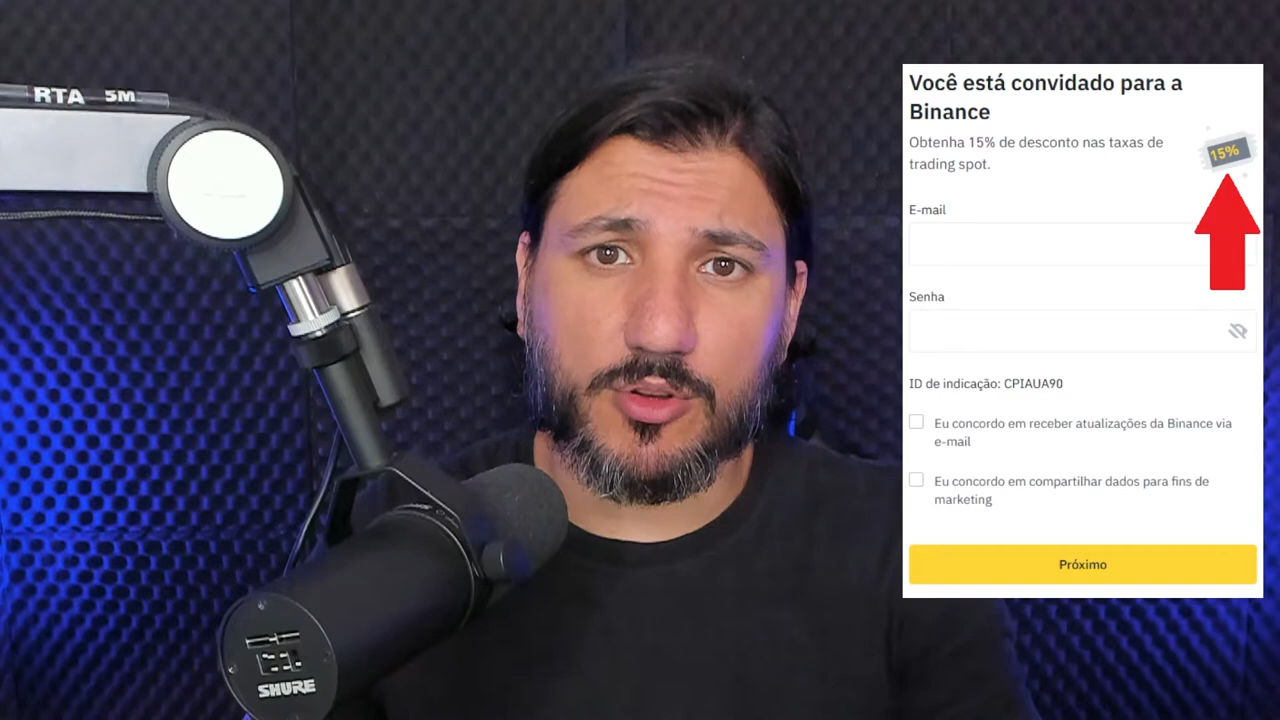 RTA 5M
SHURE
Você está convidado para a
Binance
Obtenha 15% de desconto nas taxas de
trading spot.
15%
E-mail
Senha
ID de indicação: CPIAUA90
Eu concordo em receber atualizações da Binance via
e-mail
Eu concordo em compartilhar dados para fins de
marketing
Próximo